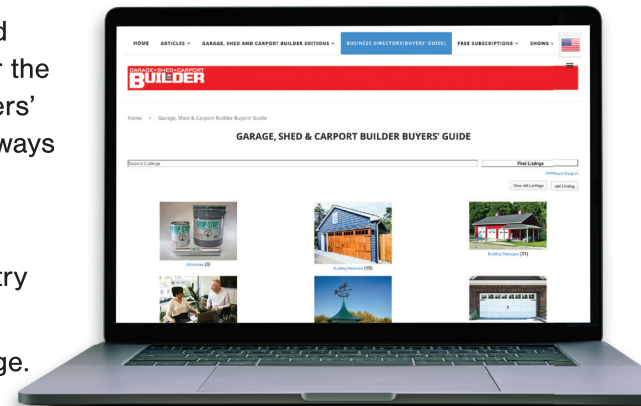 r the
ers'
ways
try
ge.
HOME ARTICLES GARAGE, SHED AND CARPORT BUILDER EDITIONS BUSINESS DIRECTORY(BUYERS' GUIDE) FREE SUBSCRIPTIONS SHOWS
GARAGE•SHED•CARPORT
BUILDER
Home > Garage, Shed & Carport Builder Buyers' Guide
GARAGE, SHED & CARPORT BUILDER BUYERS' GUIDE
Search Listings Find Listings
Advanced Search
View All Listings Add Listing
Adhesives (3) Building Materials (19) Building Packages (11)